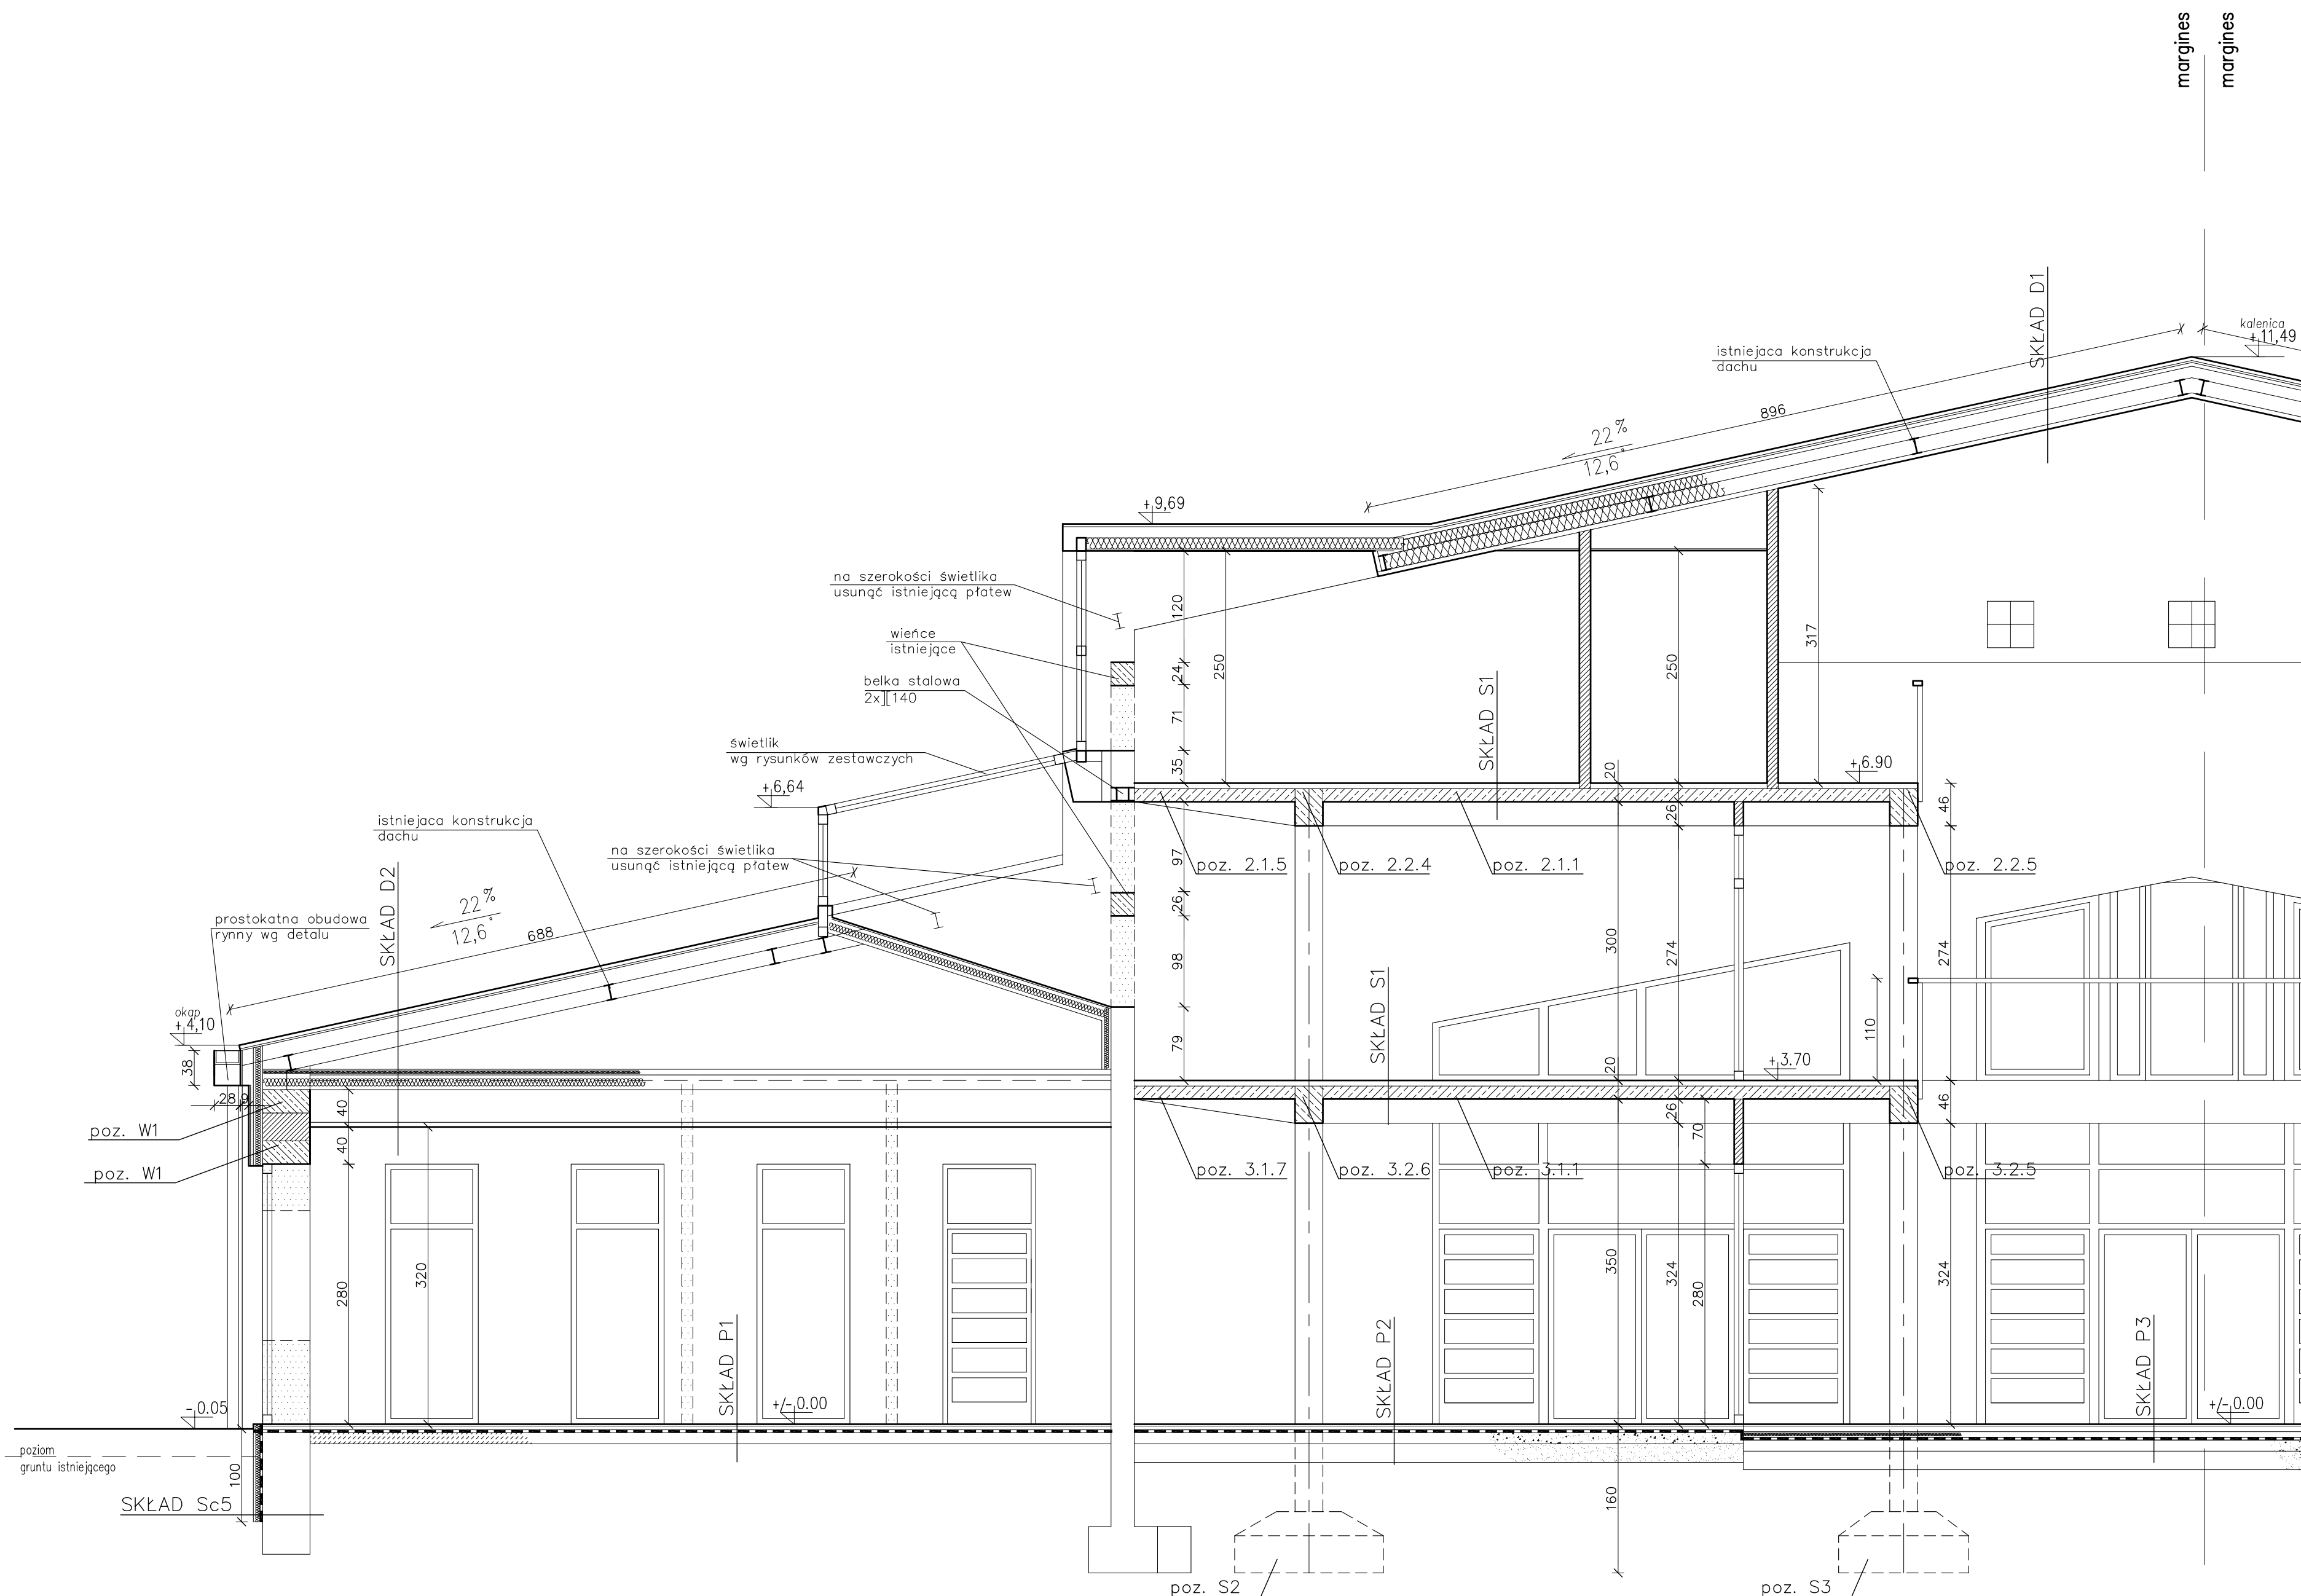 margines
margines
SKŁAD D1
kalenica
+11,49
istniejaca konstrukcja
dachu
896
22%
12,6°
+9,69
na szerokości świetlika
usunąć istniejącą płatew
wieńce
istniejące
belka stalowa
2x][140
świetlik
wg rysunków zestawczych
+6,64
120
24
71
35
250
SKŁAD S1
250
317
20
+6.90
26
46
istniejaca konstrukcja
dachu
na szerokości świetlika
usunąć istniejącą płatew
SKŁAD D2
22%
12,6°
688
prostokatna obudowa
rynny wg detalu
poz. 2.1.5
poz. 2.2.4
poz. 2.1.1
poz. 2.2.5
97
26
98
79
300
274
274
110
SKŁAD S1
okap
+4,10
38
28
9
20
+3.70
26
46
70
40
40
poz. W1
poz. W1
poz. 3.1.7
poz. 3.2.6
poz. 3.1.1
poz. 3.2.5
280
320
350
324
280
324
SKŁAD P1
SKŁAD P2
SKŁAD P3
-0.05
+/-0.00
+/-0.00
poziom
gruntu istniejącego
100
SKŁAD Sc5
160
poz. S2
poz. S3